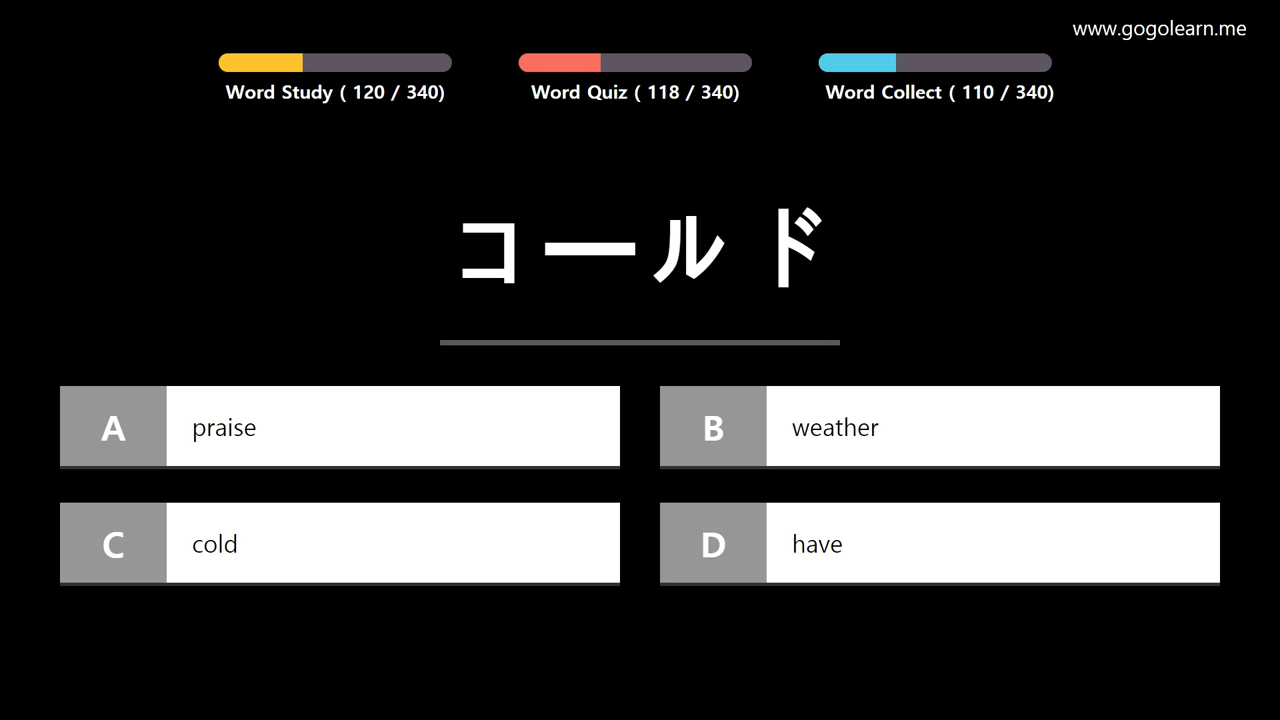 www.gogolearn.me
Word Study ( 120 / 340)
Word Quiz ( 118 / 340)
Word Collect ( 110 / 340)
コールド
A praise
B weather
C cold
D have